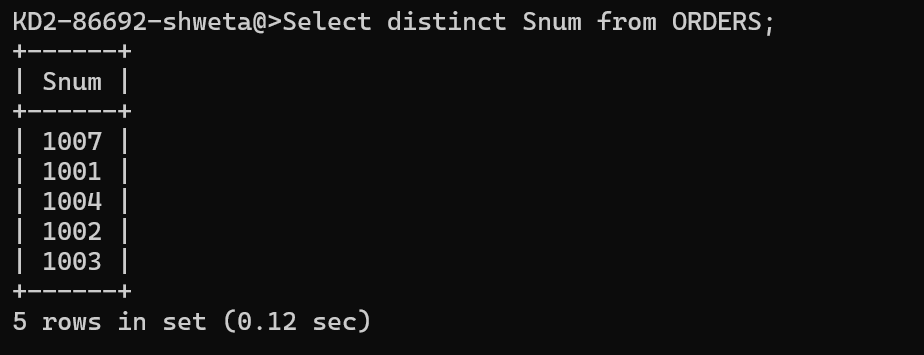 KD2-86692-shweta@>Select distinct Snum from ORDERS;
+------+
| Snum |
+------+
| 1007 |
| 1001 |
| 1004 |
| 1002 |
| 1003 |
+------+
5 rows in set (0.12 sec)